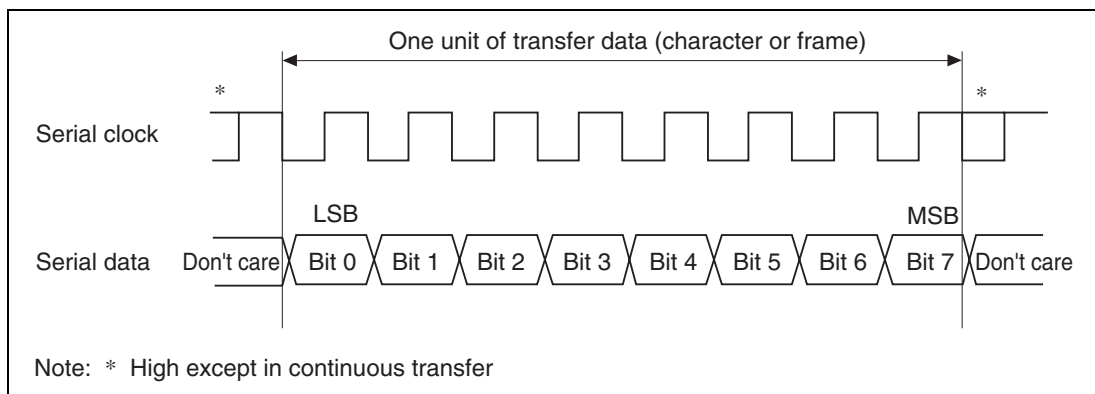 One unit of transfer data (character or frame)
* *
Serial clock
LSB MSB
Serial data Don't care Bit 0 Bit 1 Bit 2 Bit 3 Bit 4 Bit 5 Bit 6 Bit 7 Don't care
Note: * High except in continuous transfer